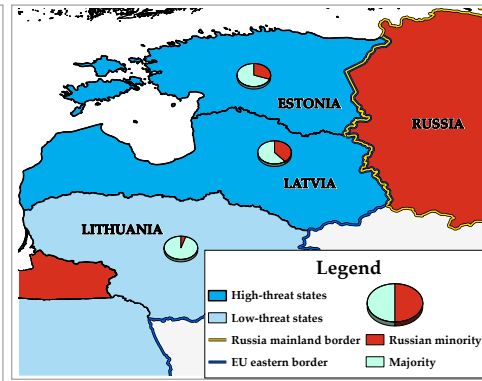 ESTONIA
RUSSIA
LATVIA
LITHUANIA
Legend
High-threat states
Low-threat states
Russia mainland border
Russian minority
EU eastern border
Majority